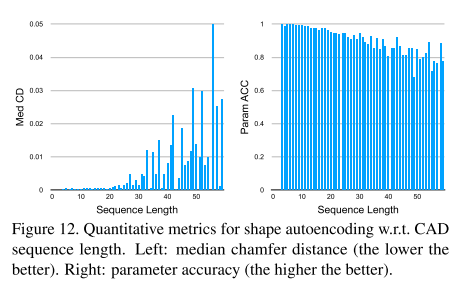 0.05
0.04
0.03
0.02
0.01
0
Med CD
0 10 20 30 40 50
Sequence Length
1
0.8
0.6
0.4
0.2
0
Param ACC
0 10 20 30 40 50
Sequence Length
Figure 12. Quantitative metrics for shape autoencoding w.r.t. CAD
sequence length. Left: median chamfer distance (the lower the
better). Right: parameter accuracy (the higher the better).